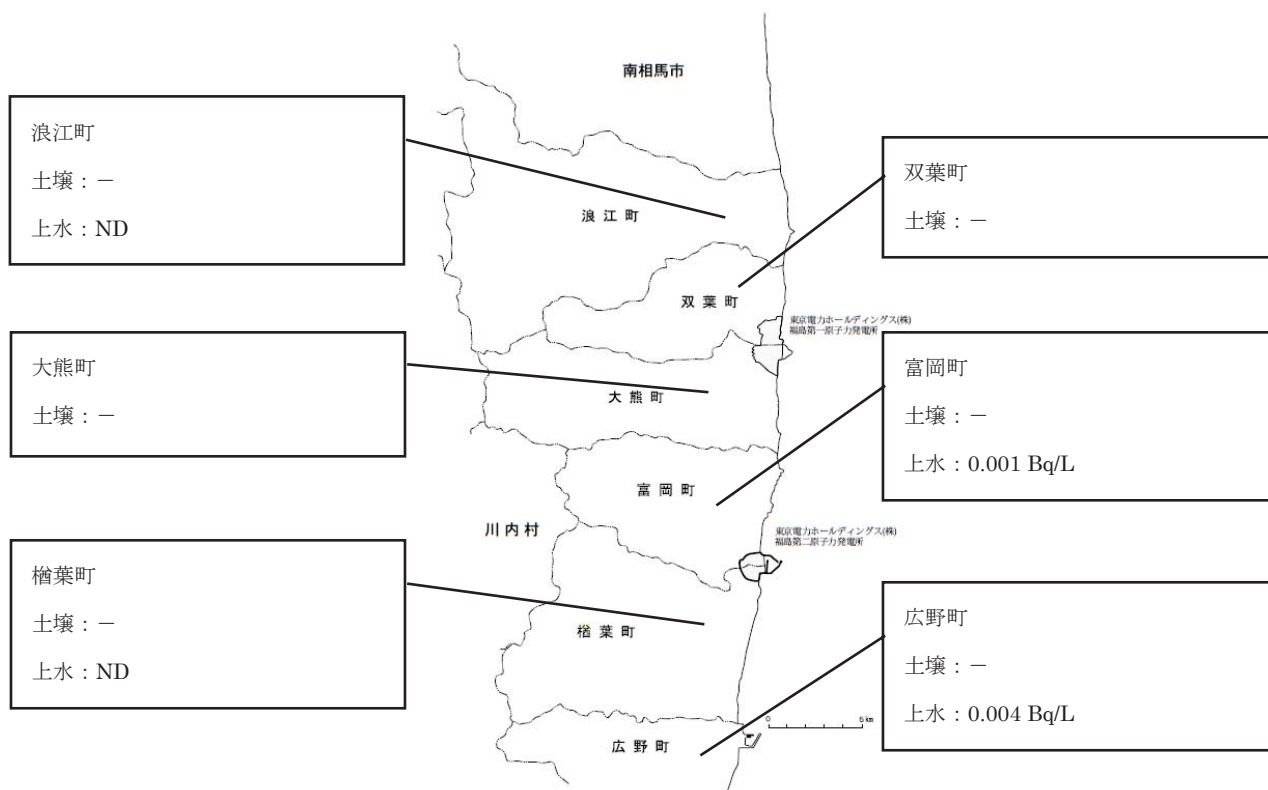 南相馬市
浪江町
土壌：－
上水：ND
双葉町
土壌：－
浪江町
双葉町
東京電力ホールディングス(株)
福島第一原子力発電所
大熊町
土壌：－
大熊町
富岡町
土壌：－
上水：0.001 Bq/L
富岡町
川内村
東京電力ホールディングス(株)
福島第二原子力発電所
楢葉町
土壌：－
上水：ND
楢葉町
広野町
土壌：－
上水：0.004 Bq/L
0 5km
広野町